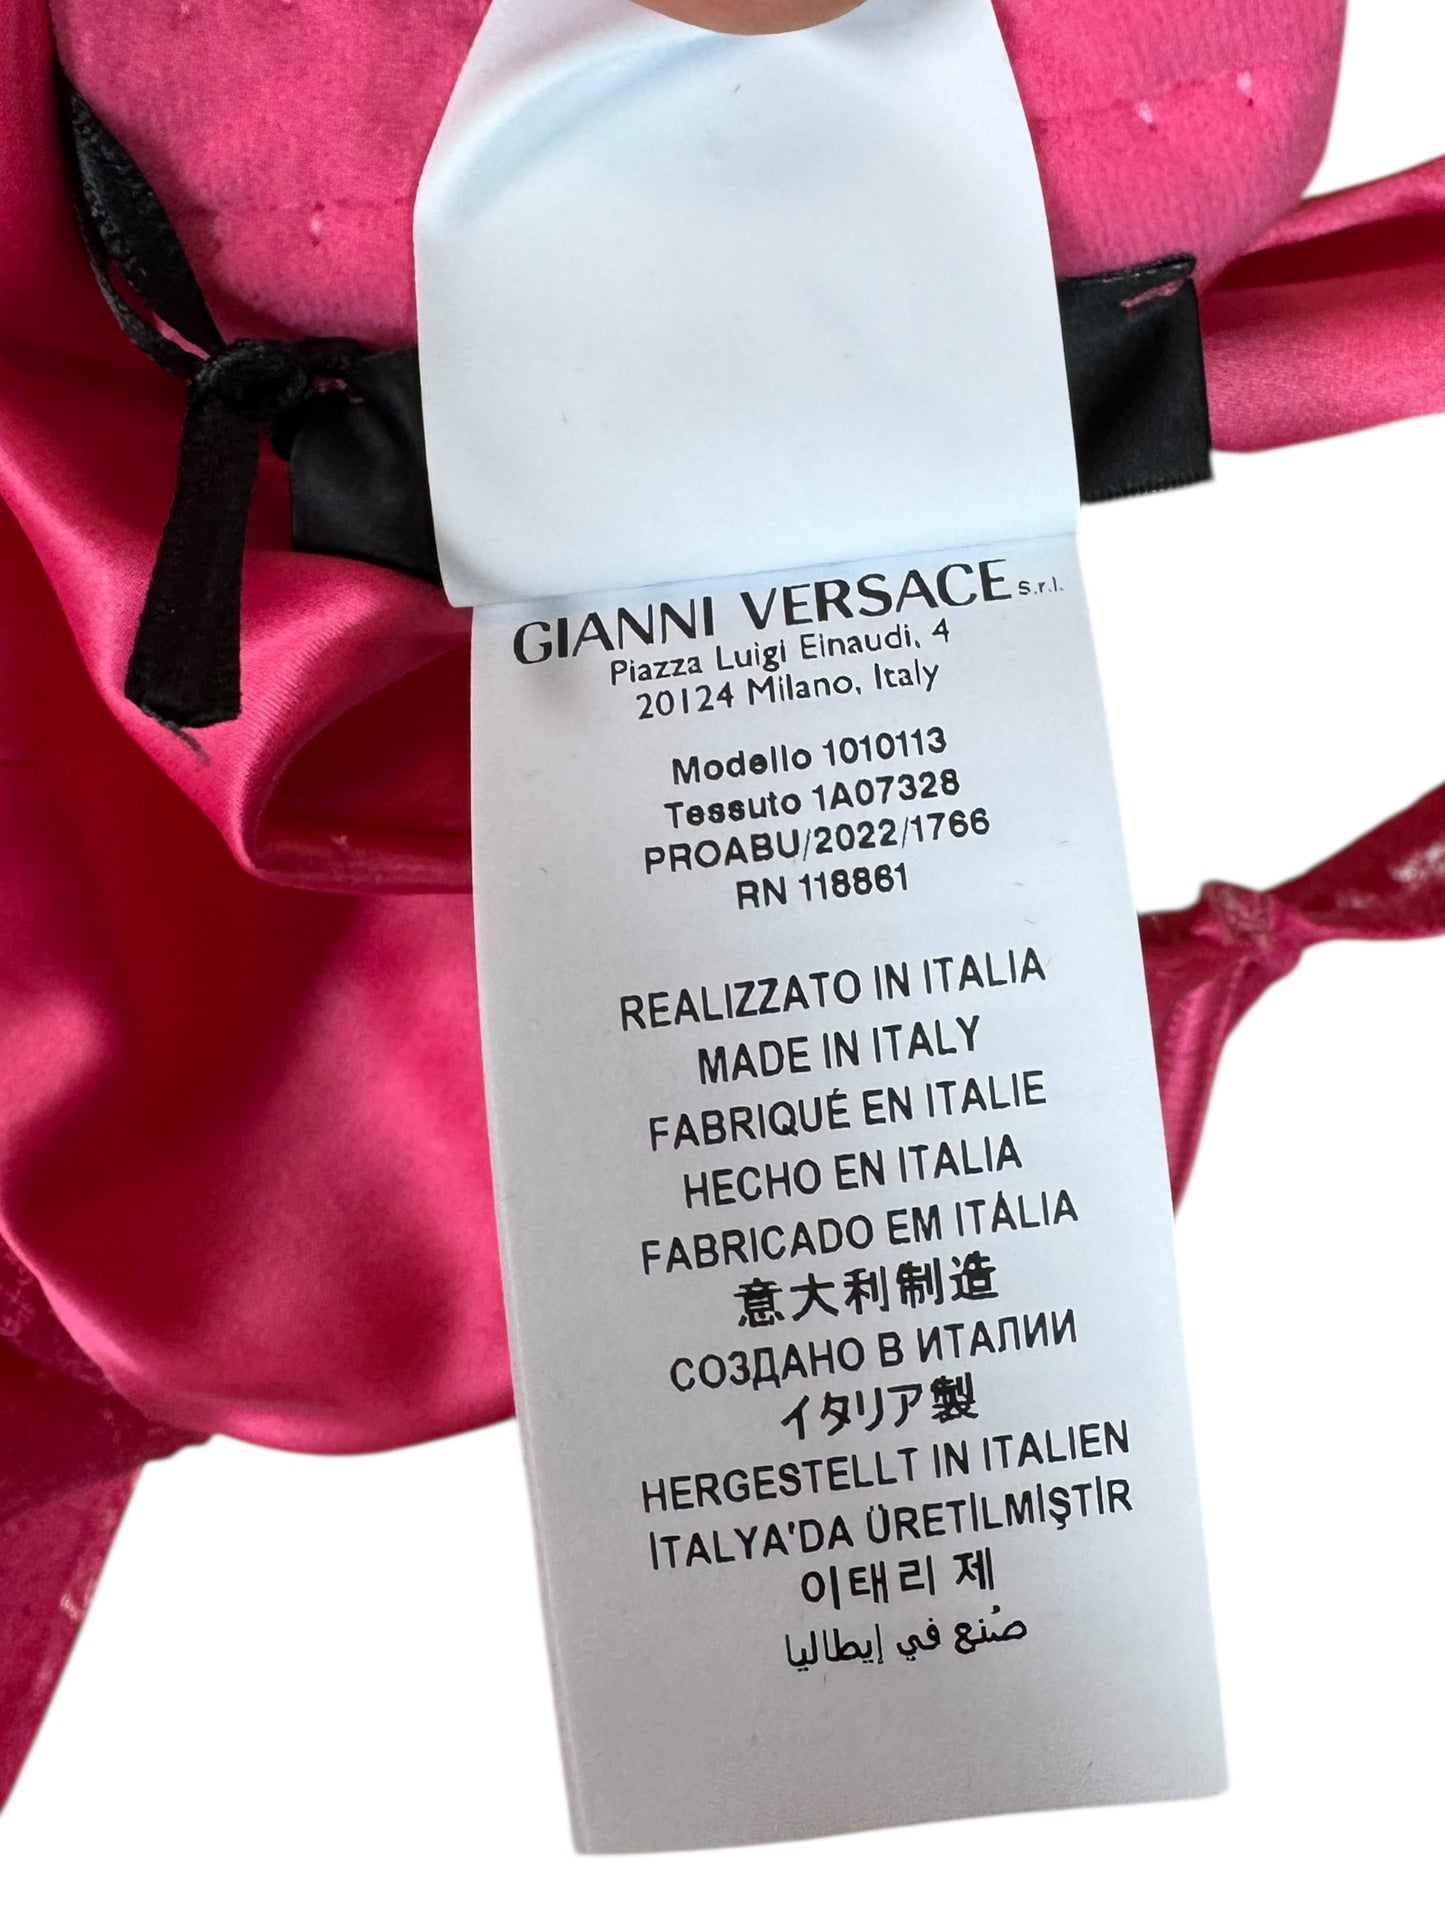 GIANNI VERSACE s.r.l.
Piazza Luigi Einaudi, 4
20124 Milano, Italy
Modello 1010113
Tessuto 1A07328
PROABU/2022/1766
RN 118861
REALIZZATO IN ITALIA
MADE IN ITALY
FABRIQUÉ EN ITALIE
HECHO EN ITALIA
FABRICADO EM ITÁLIA
意大利制造
СОЗДАНО В ИТАЛИИ
イタリア製
HERGESTELLT IN ITALIEN
İTALYA'DA ÜRETİLMİŞTİR
이태리 제
صُنع في إيطاليا